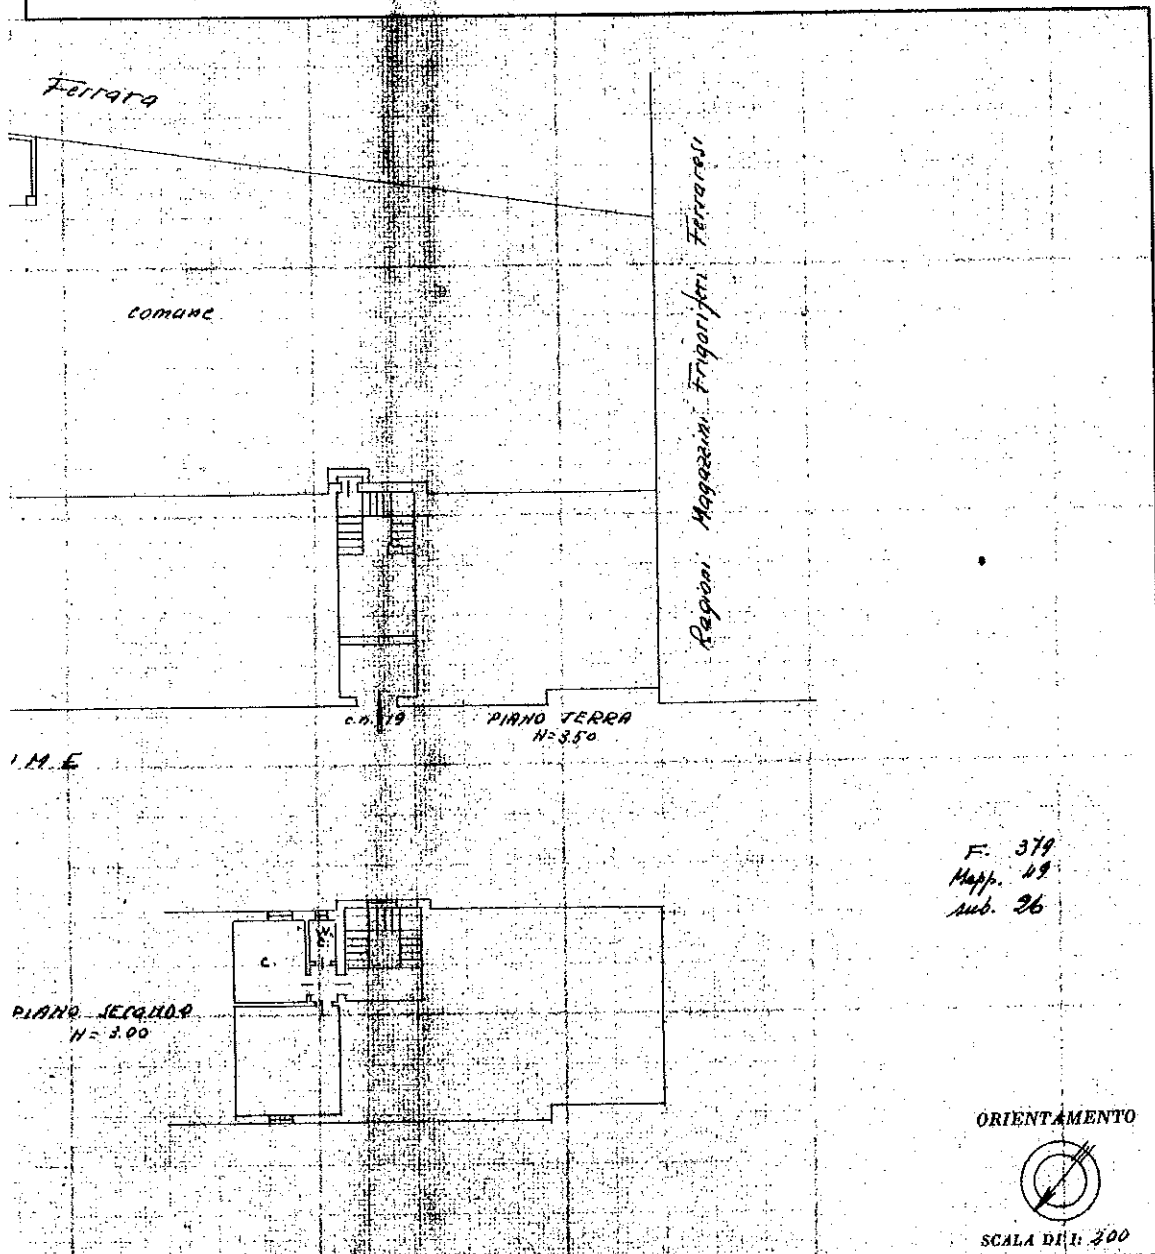 Ferrara
comune
Ragioni Magazzini Frigoriferi Ferraresi
c.n. 19
PIANO TERRA
H=3.50
IME
F. 379
Mapp. 49
sub. 26
W.
C.
PIANO SECONDO
H= 3.00
ORIENTAMENTO
SCALA DI 1: 200